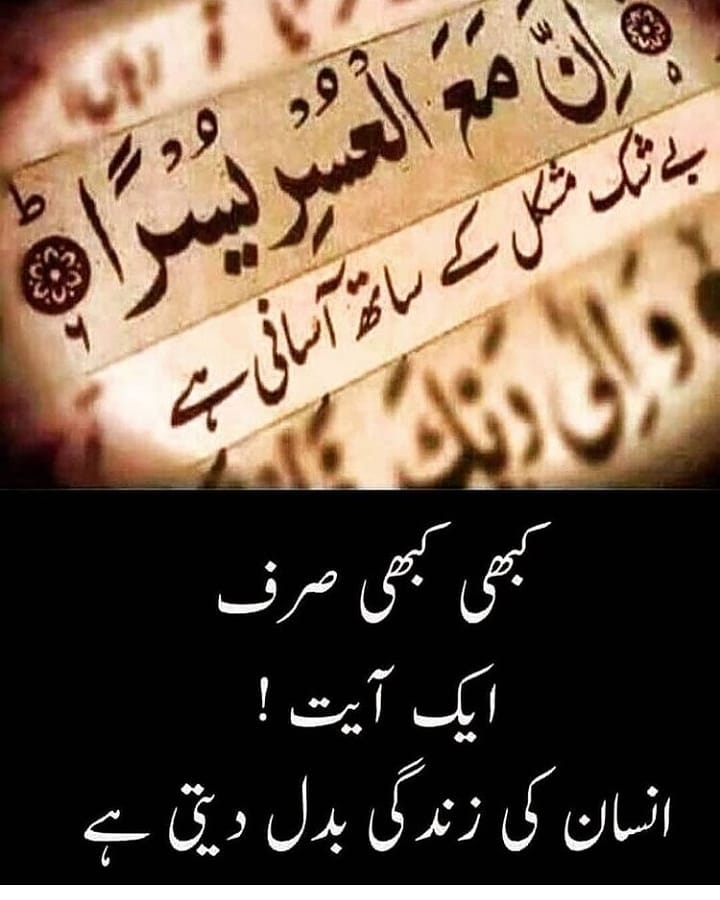 اِنَّ مَعَ الْعُسْرِ يُسْرًا ؕ ۶
بے شک مشکل کے ساتھ آسانی ہے
وَاِلٰى رَبِّكَ
کبھی کبھی صرف
ایک آیت !
انسان کی زندگی بدل دیتی ہے